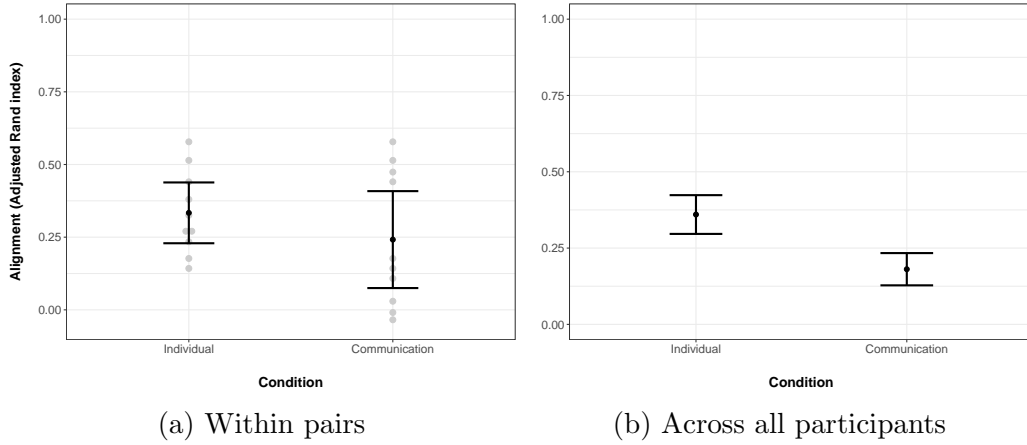 Alignment (Adjusted Rand index)
1.00
0.75
0.50
0.25
0.00
Individual
Communication
Condition
(a) Within pairs
1.00
0.75
0.50
0.25
0.00
Individual
Communication
Condition
(b) Across all participants